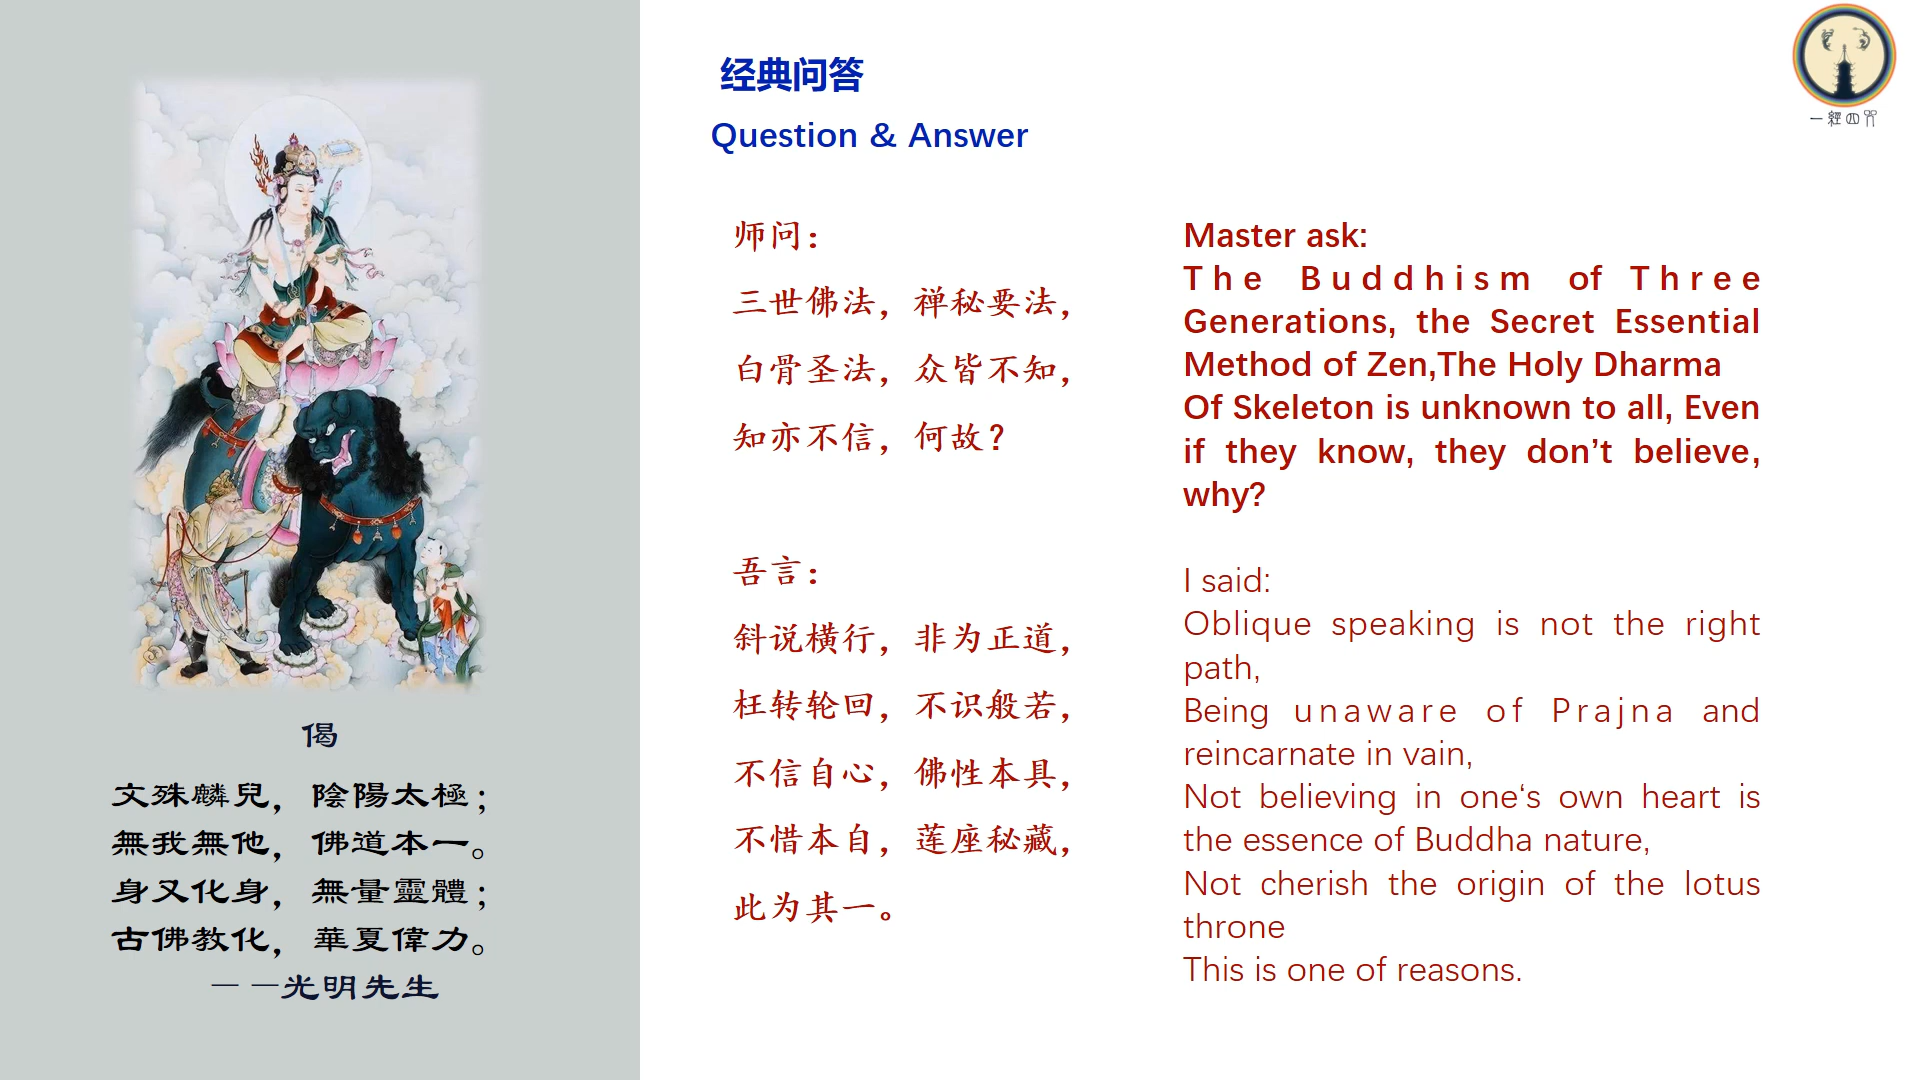 经典问答
Question & Answer
一經四咒
师问：
三世佛法，禅秘要法，
白骨圣法，众皆不知，
知亦不信，何故？
吾言：
斜说横行，非为正道，
枉转轮回，不识般若，
不信自心，佛性本具，
不惜本自，莲座秘藏，
此为其一。
Master ask:
The Buddhism of Three
Generations, the Secret Essential
Method of Zen,The Holy Dharma
Of Skeleton is unknown to all, Even
if they know, they don’t believe,
why?
I said:
Oblique speaking is not the right
path,
Being unaware of Prajna and
reincarnate in vain,
Not believing in one‘s own heart is
the essence of Buddha nature,
Not cherish the origin of the lotus
throne
This is one of reasons.
偈
文殊麟兒，陰陽太極；
無我無他，佛道本一。
身又化身，無量靈體；
古佛教化，華夏偉力。
——光明先生